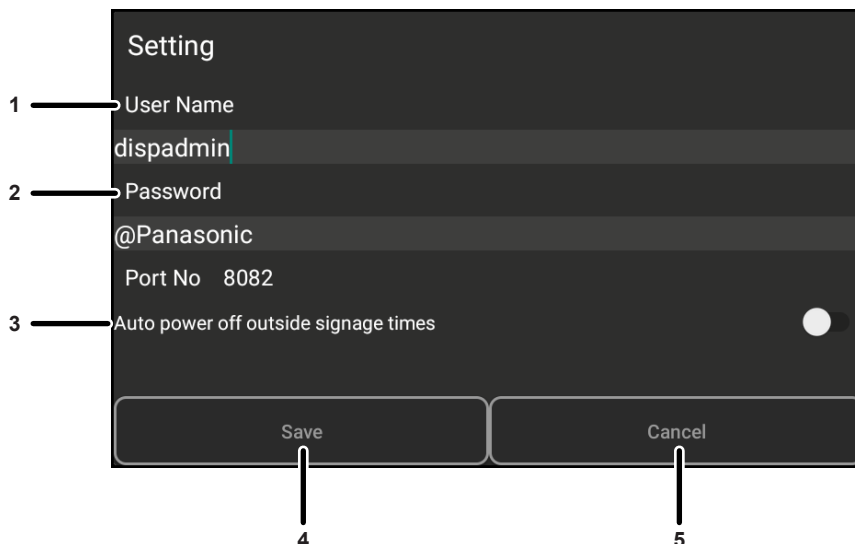 Setting
1 User Name
dispadmin
2 Password
@Panasonic
Port No 8082
3 Auto power off outside signage times
Save Cancel
4 5